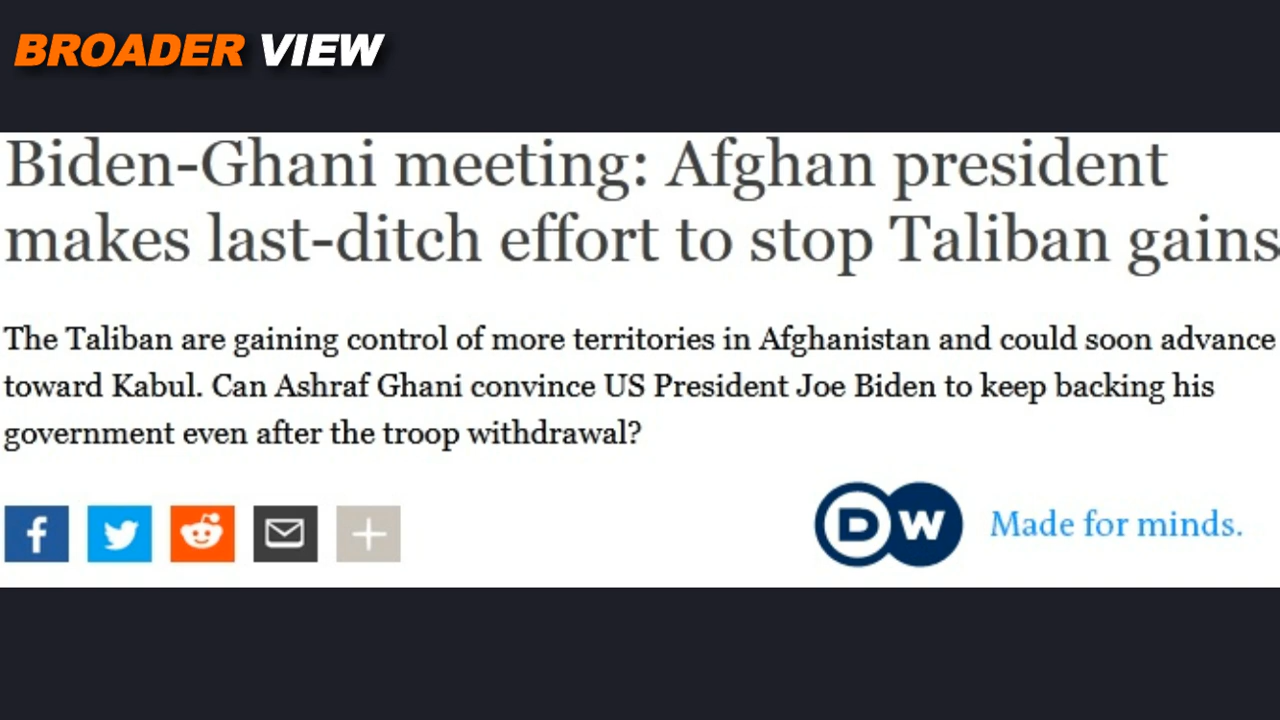 BROADER VIEW
Biden-Ghani meeting: Afghan president
makes last-ditch effort to stop Taliban gains
The Taliban are gaining control of more territories in Afghanistan and could soon advance
toward Kabul. Can Ashraf Ghani convince US President Joe Biden to keep backing his
government even after the troop withdrawal?
DW Made for minds.